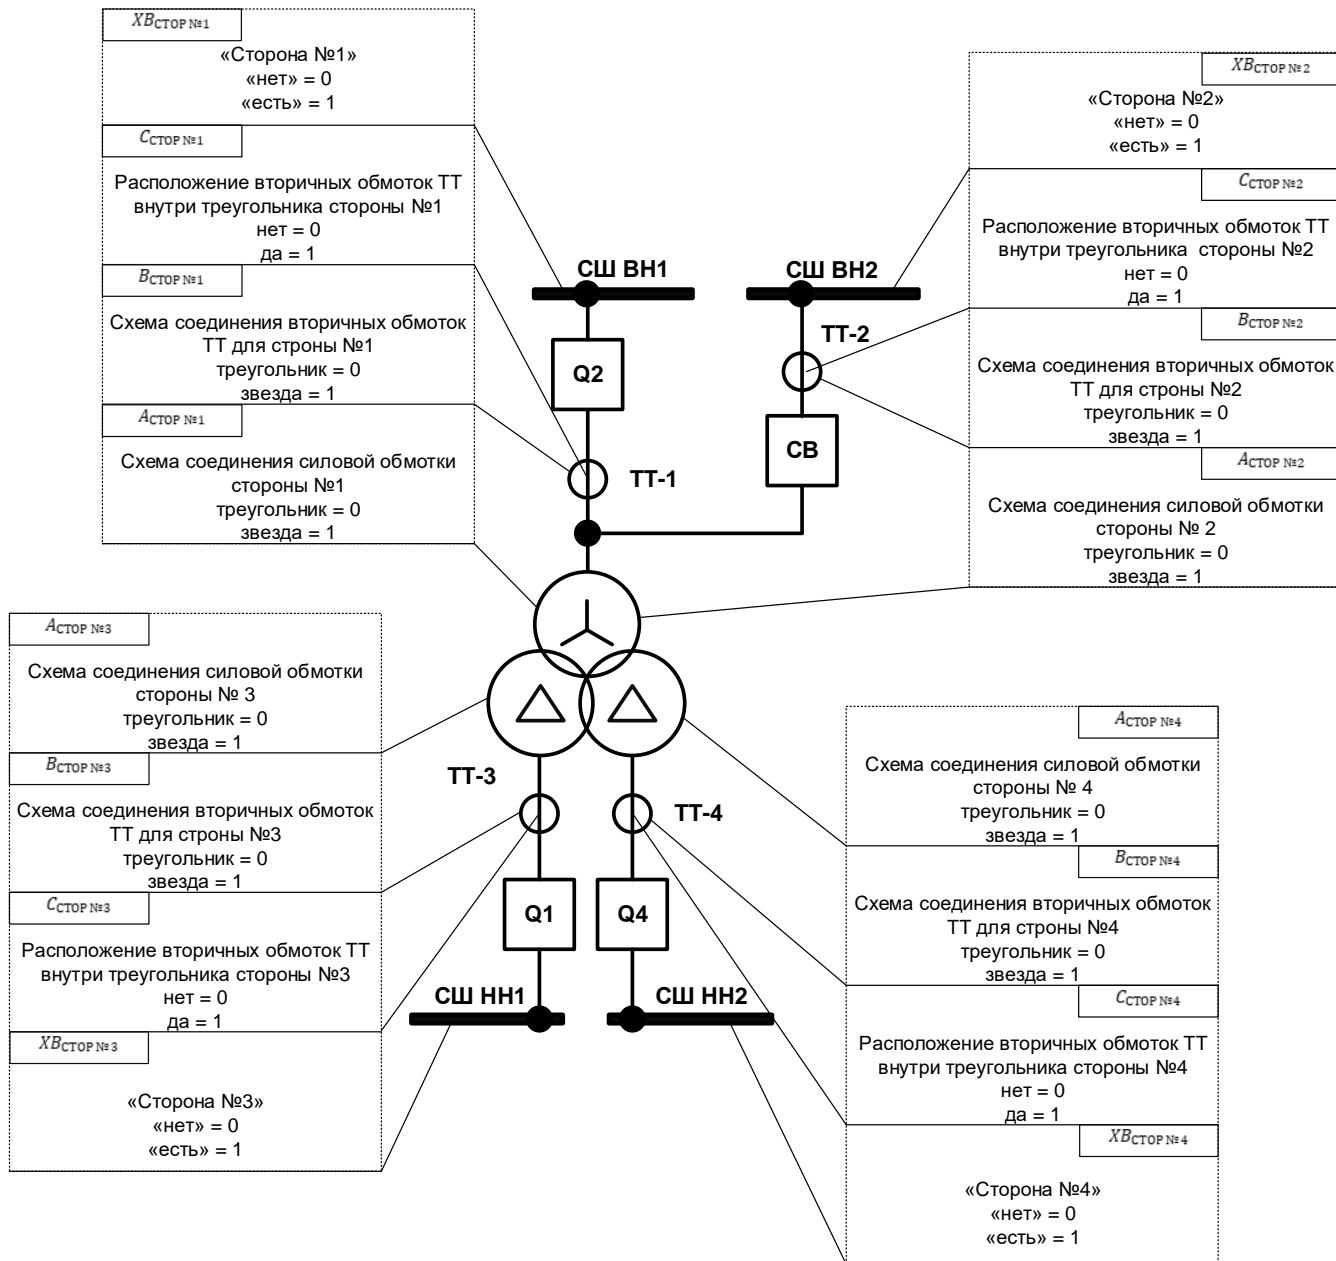 XВСТОР №1
«Сторона №1»
«нет» = 0
«есть» = 1
CСТОР №1
Расположение вторичных обмоток ТТ
внутри треугольника стороны №1
нет = 0
да = 1
BСТОР №1
Схема соединения вторичных обмоток
ТТ для строны №1
треугольник = 0
звезда = 1
AСТОР №1
Схема соединения силовой обмотки
стороны №1
треугольник = 0
звезда = 1
XВСТОР №2
«Сторона №2»
«нет» = 0
«есть» = 1
CСТОР №2
Расположение вторичных обмоток ТТ
внутри треугольника стороны №2
нет = 0
да = 1
BСТОР №2
Схема соединения вторичных обмоток
ТТ для строны №2
треугольник = 0
звезда = 1
AСТОР №2
Схема соединения силовой обмотки
стороны № 2
треугольник = 0
звезда = 1
СШ ВН1
СШ ВН2
ТТ-2
Q2
СВ
ТТ-1
AСТОР №3
Схема соединения силовой обмотки
стороны № 3
треугольник = 0
звезда = 1
BСТОР №3
Схема соединения вторичных обмоток
ТТ для строны №3
треугольник = 0
звезда = 1
CСТОР №3
Расположение вторичных обмоток ТТ
внутри треугольника стороны №3
нет = 0
да = 1
XВСТОР №3
«Сторона №3»
«нет» = 0
«есть» = 1
ТТ-3
ТТ-4
Q1
Q4
СШ НН1
СШ НН2
AСТОР №4
Схема соединения силовой обмотки
стороны № 4
треугольник = 0
звезда = 1
BСТОР №4
Схема соединения вторичных обмоток
ТТ для строны №4
треугольник = 0
звезда = 1
CСТОР №4
Расположение вторичных обмоток ТТ
внутри треугольника стороны №4
нет = 0
да = 1
XВСТОР №4
«Сторона №4»
«нет» = 0
«есть» = 1